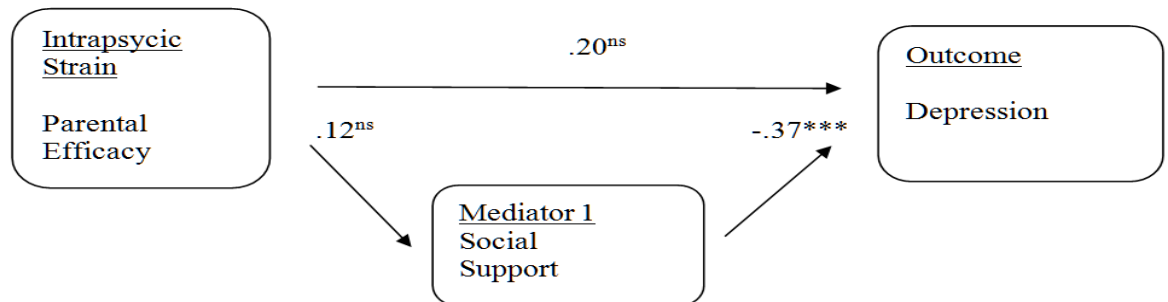 Intrapsycic
Strain
Parental
Efficacy
.20ns
.12ns
-.37***
Outcome
Depression
Mediator 1
Social
Support